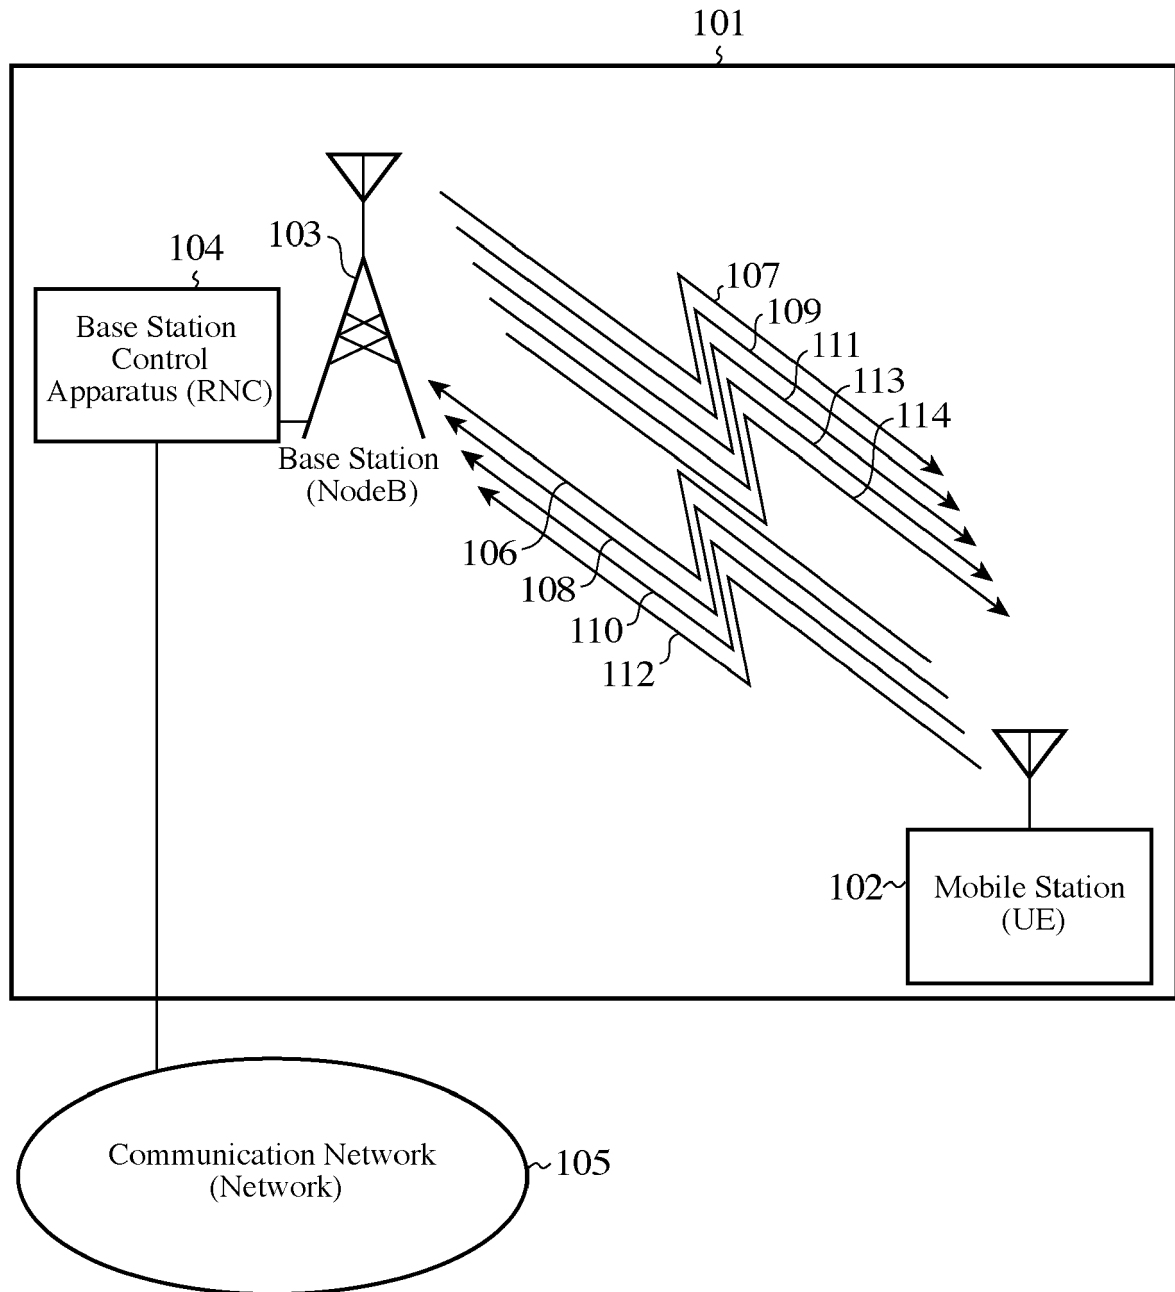 101
103
104
Base Station
Control
Apparatus (RNC)
Base Station
(NodeB)
107
109
111
113
114
106
108
110
112
102
Mobile Station
(UE)
Communication Network
(Network)
105